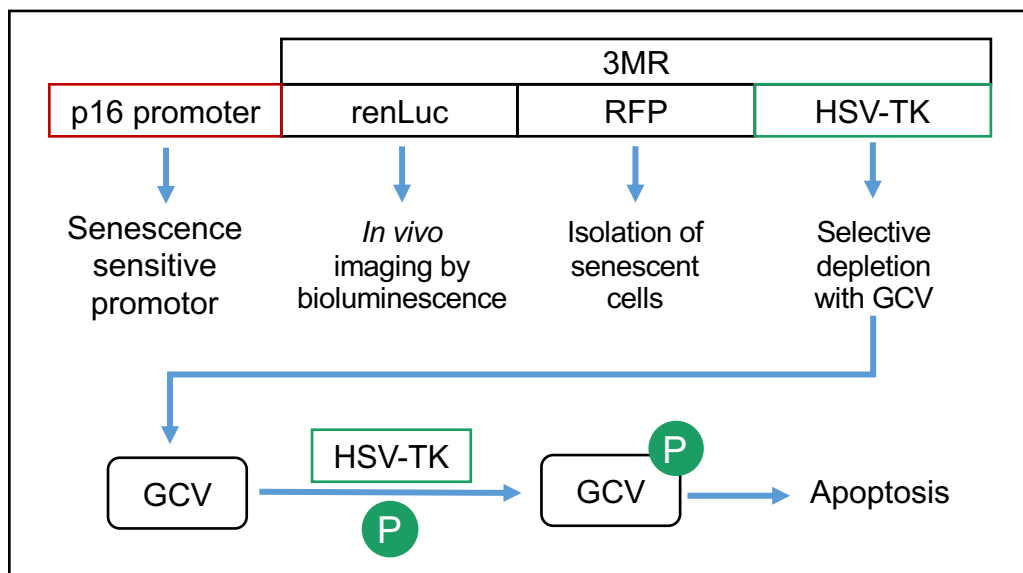 3MR
p16 promoter renLuc RFP HSV-TK
Senescence
sensitive
promotor
In vivo
imaging by
bioluminescence
Isolation of
senescent
cells
Selective
depletion
with GCV
GCV
HSV-TK
P
GCV
P
Apoptosis